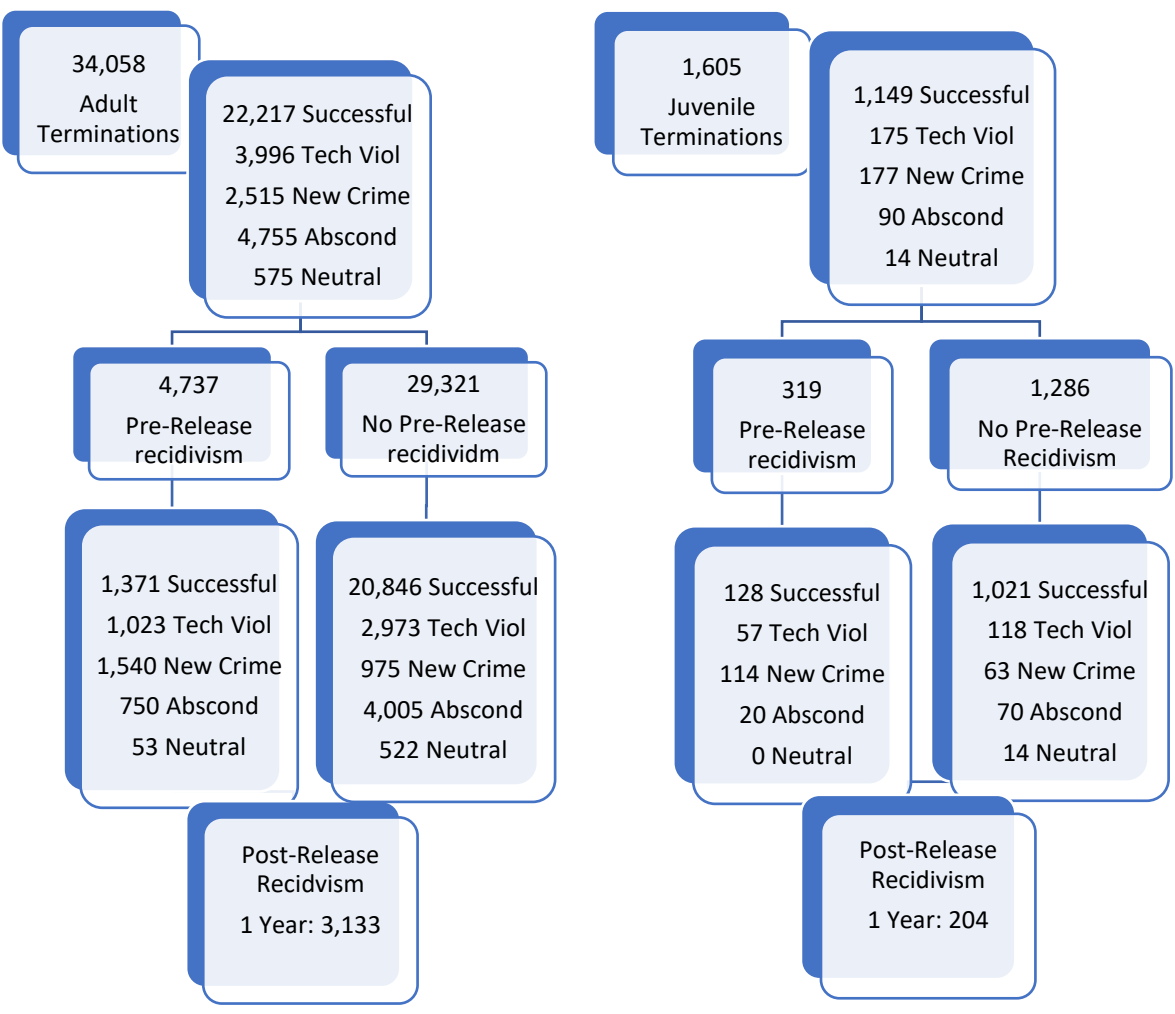 34,058
Adult
Terminations
22,217 Successful
3,996 Tech Viol
2,515 New Crime
4,755 Abscond
575 Neutral
4,737
Pre-Release
recidivism
29,321
No Pre-Release
recidividm
1,371 Successful
1,023 Tech Viol
1,540 New Crime
750 Abscond
53 Neutral
20,846 Successful
2,973 Tech Viol
975 New Crime
4,005 Abscond
522 Neutral
Post-Release
Recidvism
1 Year: 3,133
1,605
Juvenile
Terminations
1,149 Successful
175 Tech Viol
177 New Crime
90 Abscond
14 Neutral
319
Pre-Release
recidivism
1,286
No Pre-Release
Recidivism
128 Successful
57 Tech Viol
114 New Crime
20 Abscond
0 Neutral
1,021 Successful
118 Tech Viol
63 New Crime
70 Abscond
14 Neutral
Post-Release
Recidivism
1 Year: 204